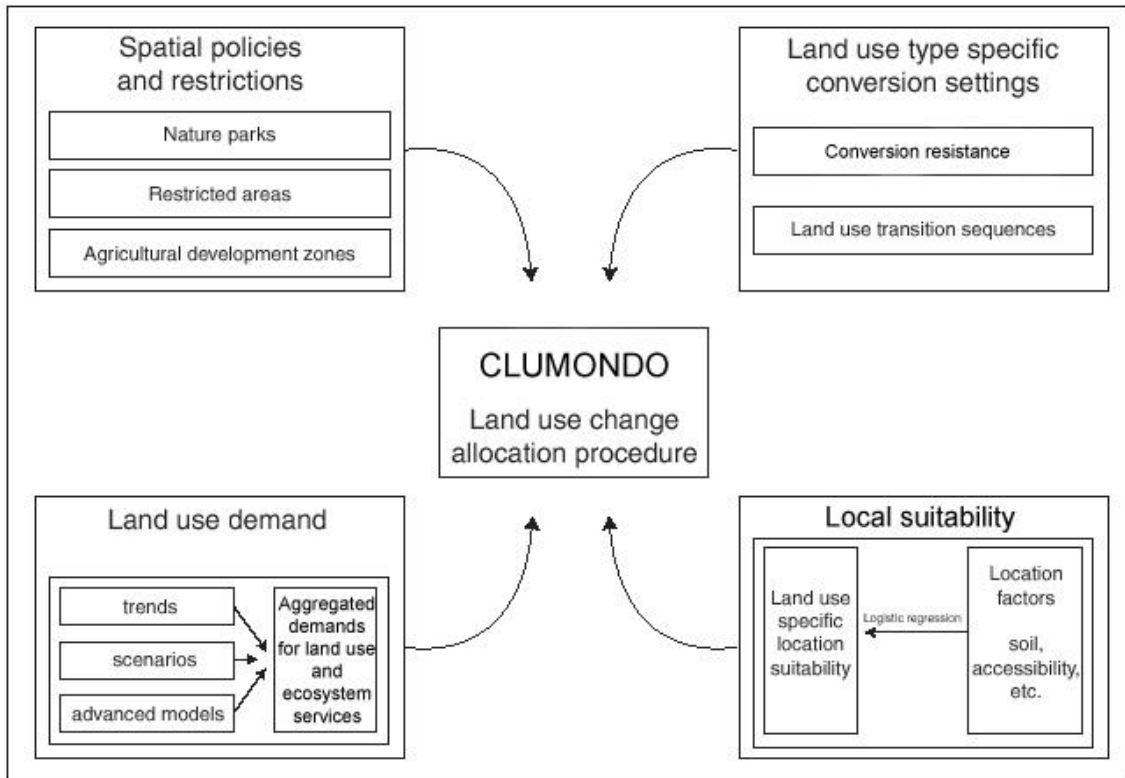 Spatial policies
and restrictions
Nature parks
Restricted areas
Agricultural development zones
Land use type specific
conversion settings
Conversion resistance
Land use transition sequences
CLUMONDO
Land use change
allocation procedure
Land use demand
trends
scenarios
advanced models
Aggregated
demands
for land use
and
ecosystem
services
Local suitability
Land use
specific
location
suitability
Logistic regression
Location
factors
soil,
accessibility,
etc.